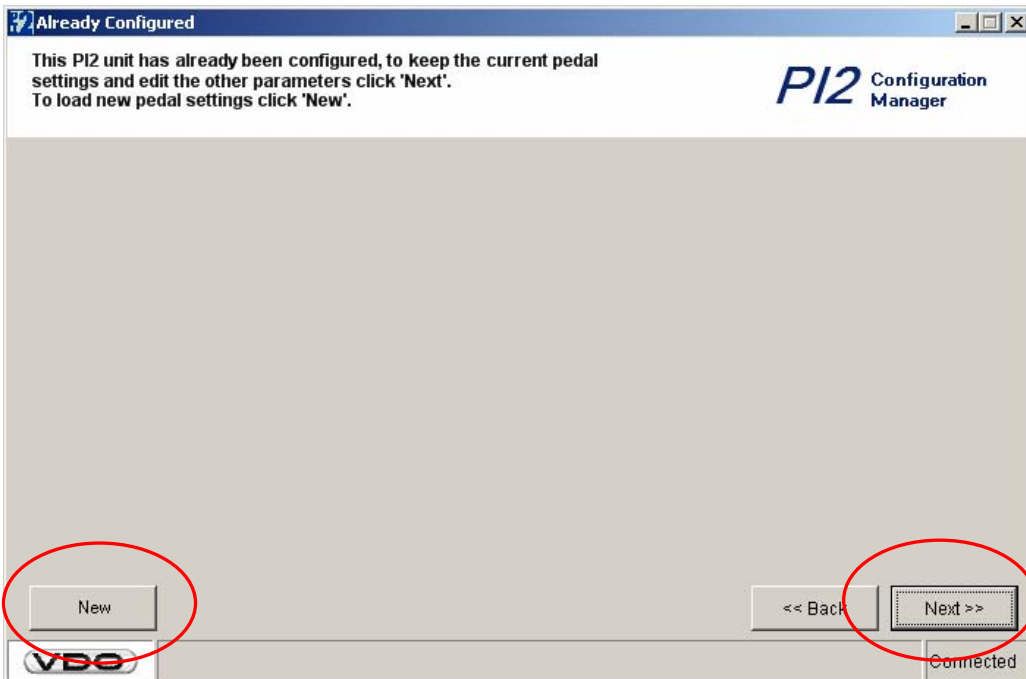 Already Configured
This PI2 unit has already been configured, to keep the current pedal
settings and edit the other parameters click 'Next'.
To load new pedal settings click 'New'.
PI2 Configuration
Manager
New
<< Back
Next >>
VDO
Connected